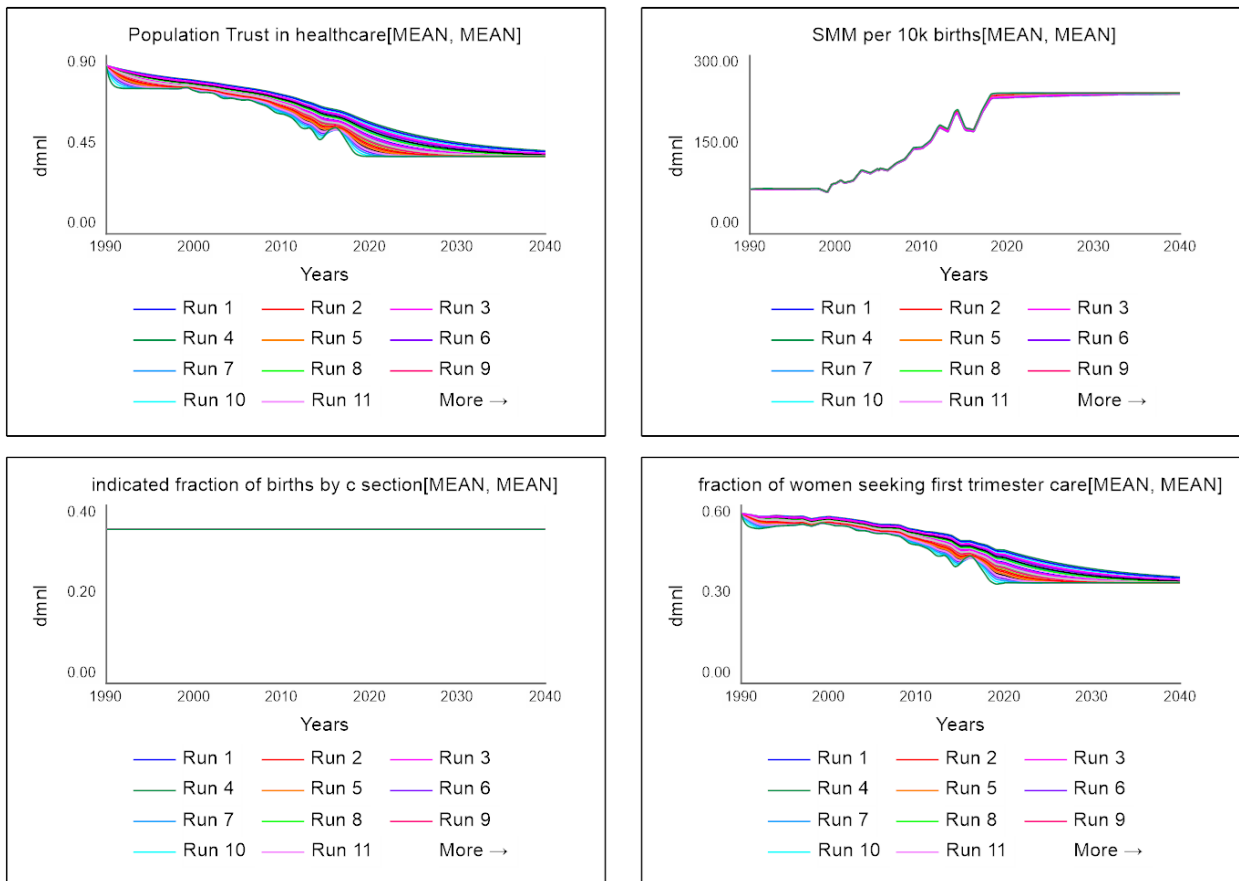 Population Trust in healthcare[MEAN, MEAN]
0.90
0.45
0.00
dmnl
1990 2000 2010 2020 2030 2040
Years
Run 1 Run 2 Run 3
Run 4 Run 5 Run 6
Run 7 Run 8 Run 9
Run 10 Run 11 More →
SMM per 10k births[MEAN, MEAN]
300.00
150.00
0.00
dmnl
1990 2000 2010 2020 2030 2040
Years
Run 1 Run 2 Run 3
Run 4 Run 5 Run 6
Run 7 Run 8 Run 9
Run 10 Run 11 More →
indicated fraction of births by c section[MEAN, MEAN]
0.40
0.20
0.00
dmnl
1990 2000 2010 2020 2030 2040
Years
Run 1 Run 2 Run 3
Run 4 Run 5 Run 6
Run 7 Run 8 Run 9
Run 10 Run 11 More →
fraction of women seeking first trimester care[MEAN, MEAN]
0.60
0.30
0.00
dmnl
1990 2000 2010 2020 2030 2040
Years
Run 1 Run 2 Run 3
Run 4 Run 5 Run 6
Run 7 Run 8 Run 9
Run 10 Run 11 More →